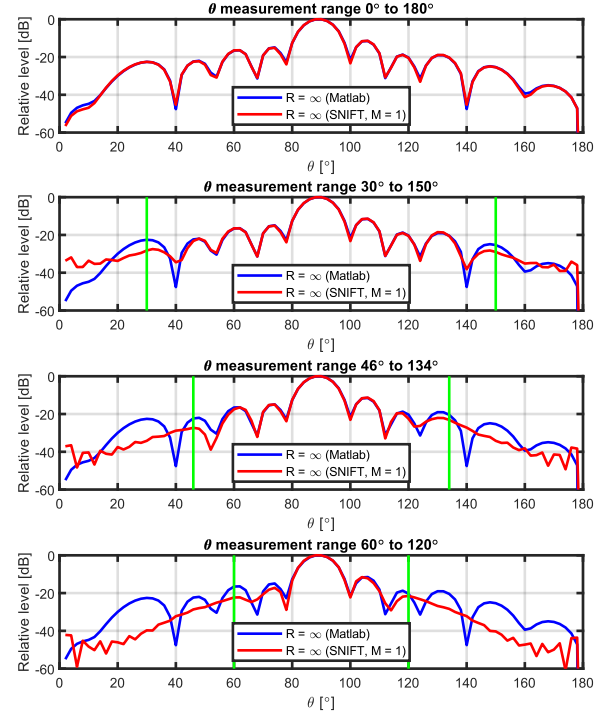 θ measurement range 0° to 180°
0
-20
-40
-60
Relative level [dB]
R = ∞ (Matlab)
R = ∞ (SNIFT, M = 1)
0 20 40 60 80 100 120 140 160 180
θ [°]
θ measurement range 30° to 150°
0
-20
-40
-60
Relative level [dB]
R = ∞ (Matlab)
R = ∞ (SNIFT, M = 1)
0 20 40 60 80 100 120 140 160 180
θ [°]
θ measurement range 46° to 134°
0
-20
-40
-60
Relative level [dB]
R = ∞ (Matlab)
R = ∞ (SNIFT, M = 1)
0 20 40 60 80 100 120 140 160 180
θ [°]
θ measurement range 60° to 120°
0
-20
-40
-60
Relative level [dB]
R = ∞ (Matlab)
R = ∞ (SNIFT, M = 1)
0 20 40 60 80 100 120 140 160 180
θ [°]